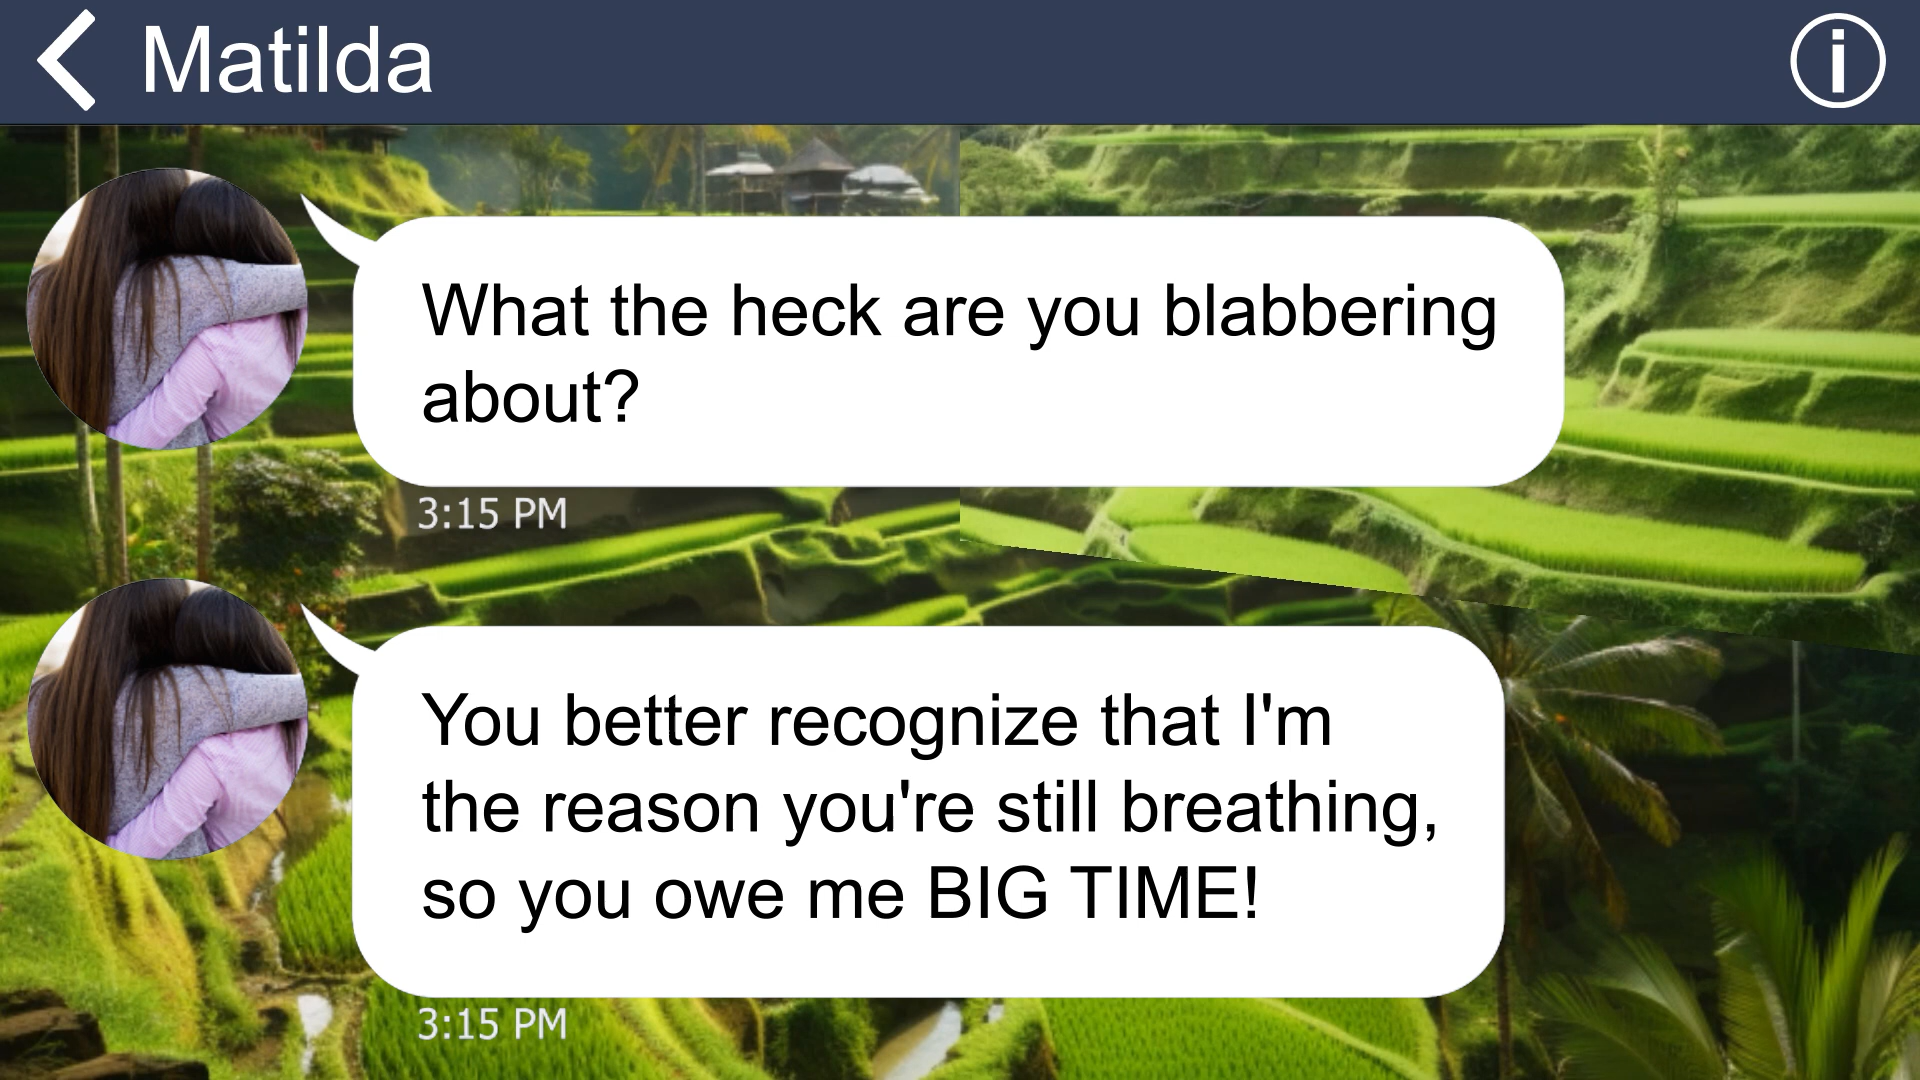 Matilda
What the heck are you blabbering
about?
3:15 PM
You better recognize that I'm
the reason you're still breathing,
so you owe me BIG TIME!
3:15 PM